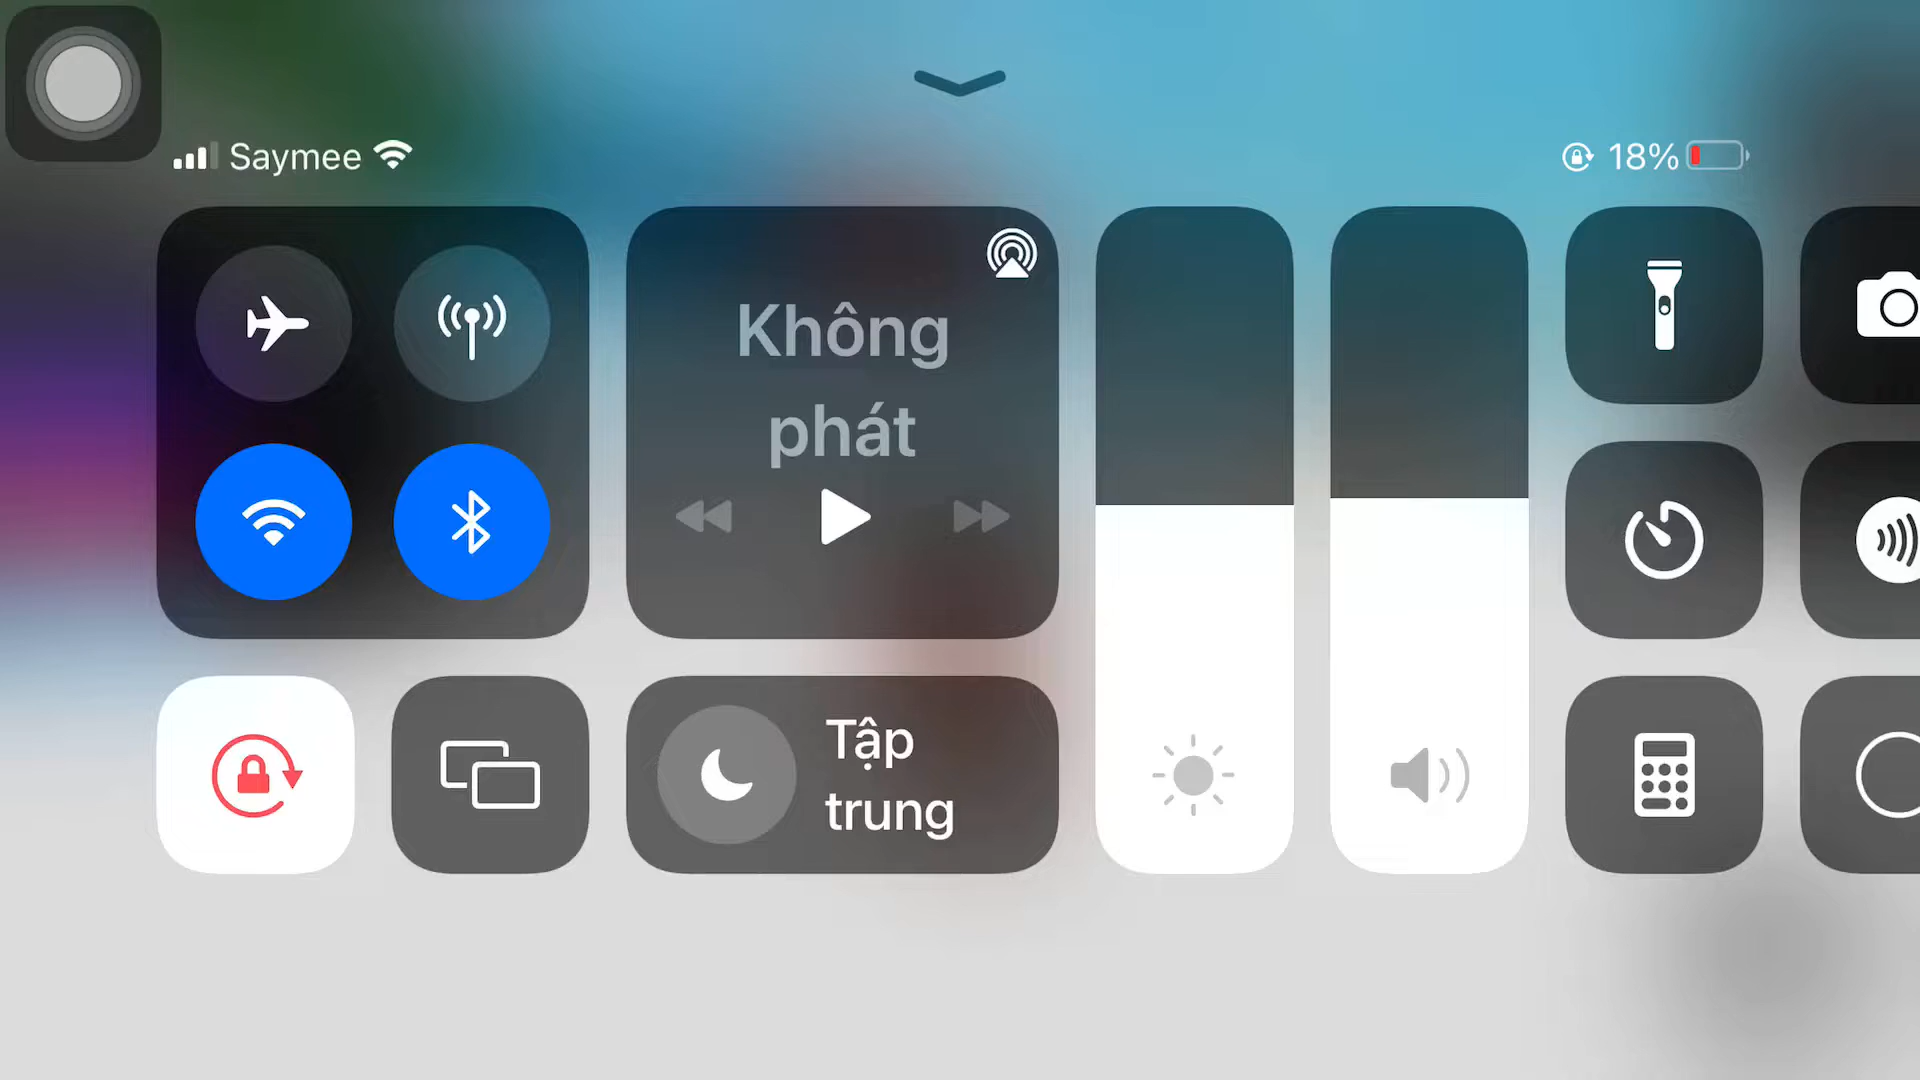 Saymee
18%
Không
phát
Tập
trung